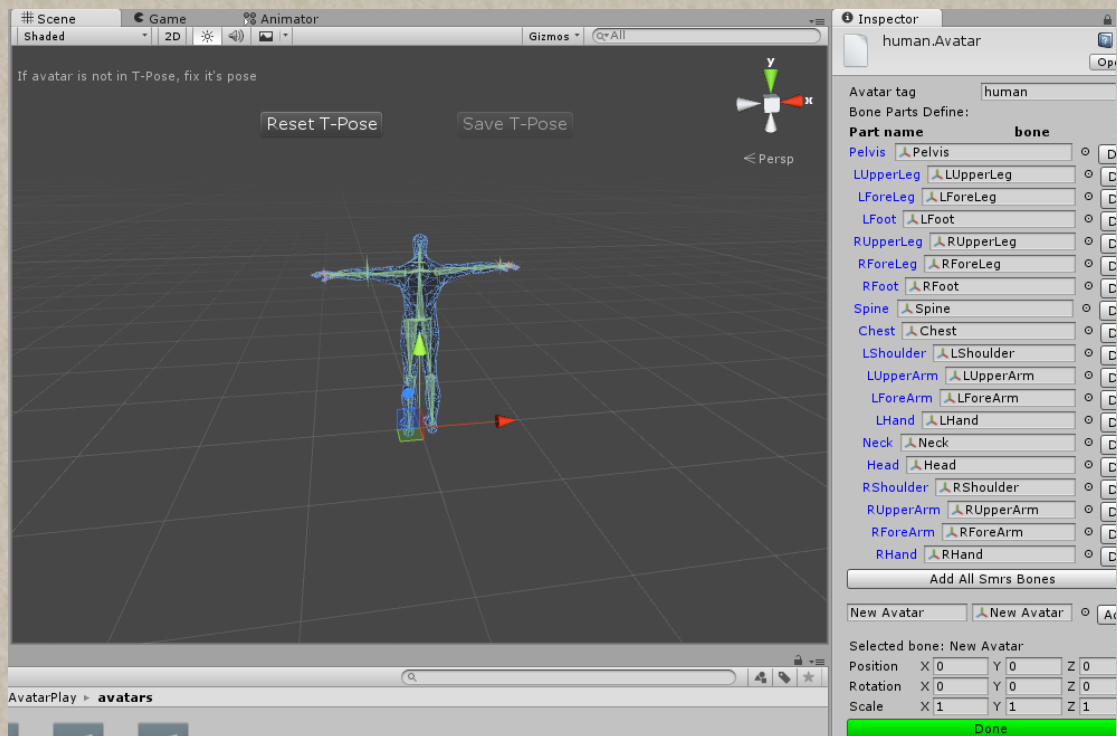 Scene
Game
Animator
Inspector
Shaded
2D
Gizmos
All
human.Avatar
If avatar is not in T-Pose, fix it's pose
y
x
Reset T-Pose
Save T-Pose
Persp
Avatar tag human
Bone Parts Define:
Part name bone
Pelvis Pelvis
LUpperLeg LUpperLeg
LForeLeg LForeLeg
LFoot LFoot
RUpperLeg RUpperLeg
RForeLeg RForeLeg
RFoot RFoot
Spine Spine
Chest Chest
LShoulder LShoulder
LUpperArm LUpperArm
LForeArm LForeArm
LHand LHand
Neck Neck
Head Head
RShoulder RShoulder
RUpperArm RUpperArm
RForeArm RForeArm
RHand RHand
Add All Smrs Bones
New Avatar New Avatar
Selected bone: New Avatar
Position X 0 Y 0 Z 0
Rotation X 0 Y 0 Z 0
Scale X 1 Y 1 Z 1
Done
AvatarPlay ▸ avatars